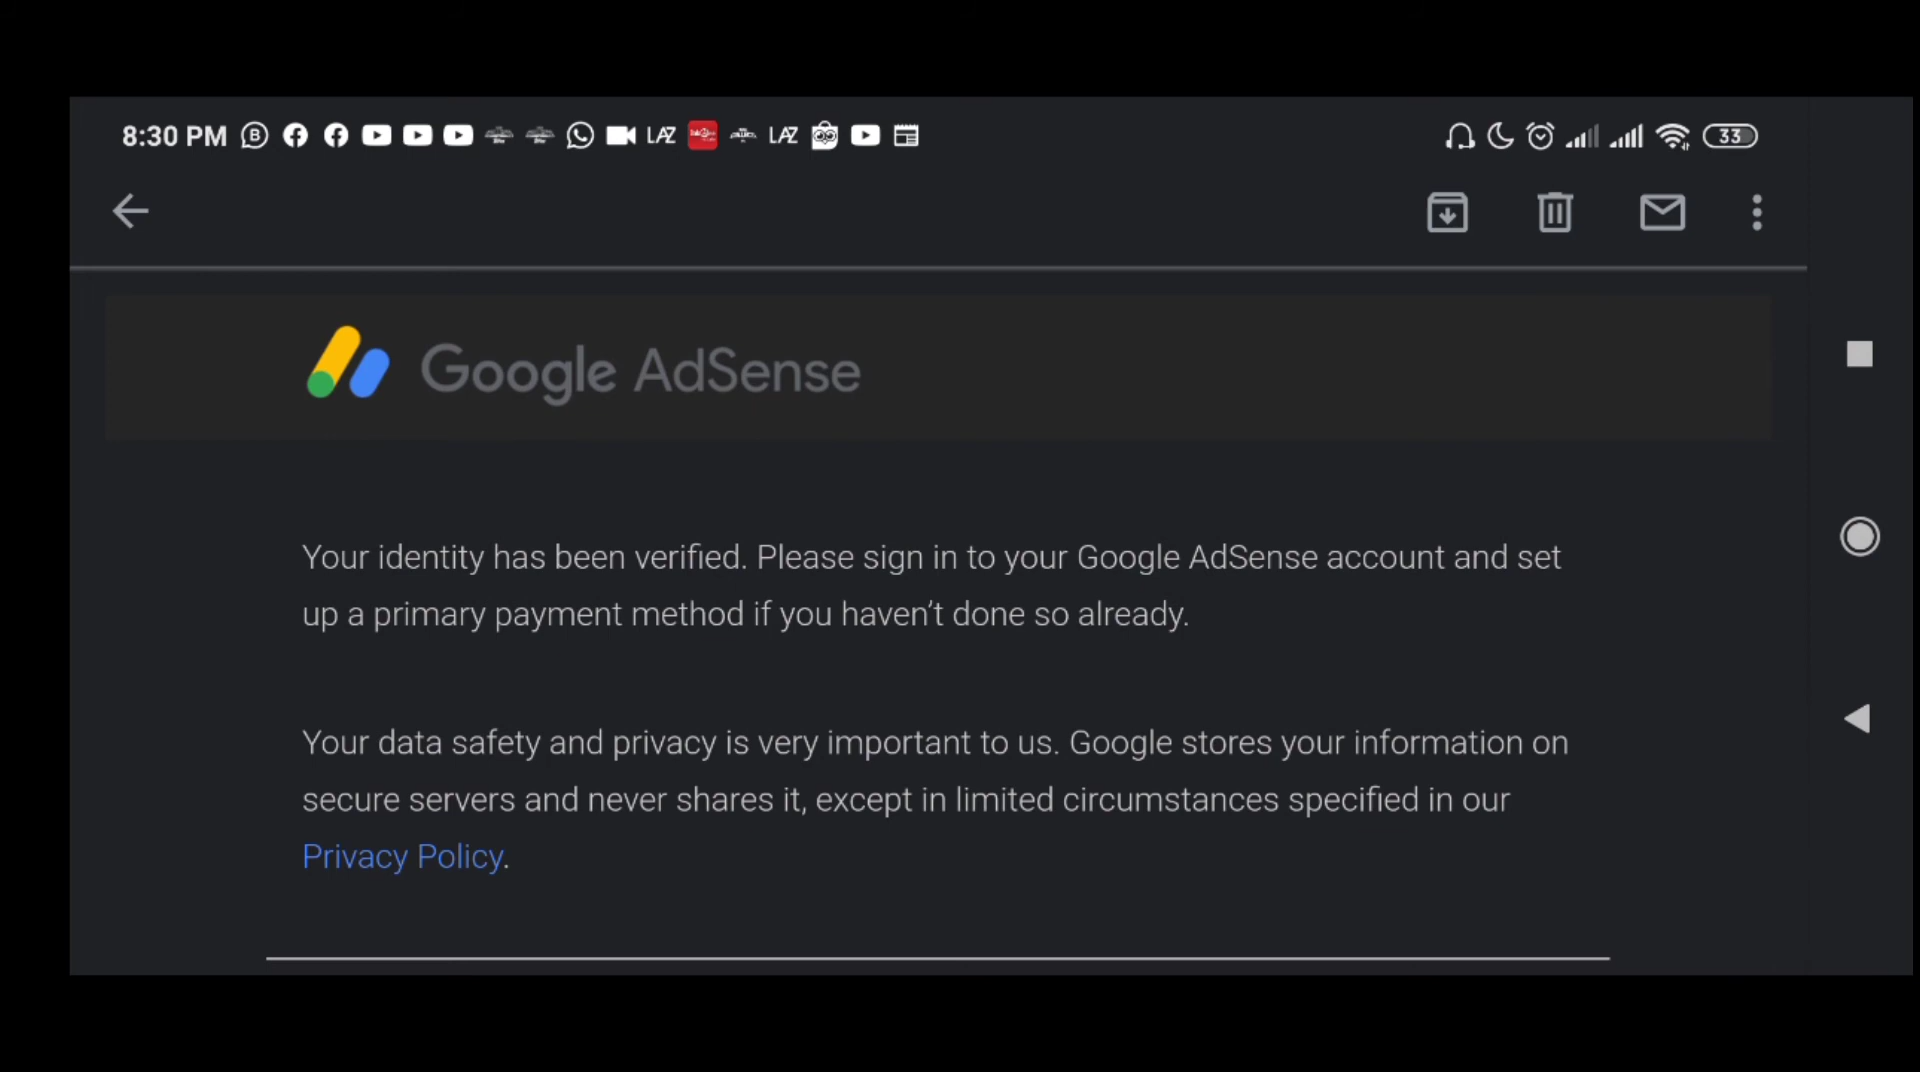 8:30 PM LAZ LAZ 33
Google AdSense
Your identity has been verified. Please sign in to your Google AdSense account and set
up a primary payment method if you haven’t done so already.
Your data safety and privacy is very important to us. Google stores your information on
secure servers and never shares it, except in limited circumstances specified in our
Privacy Policy.